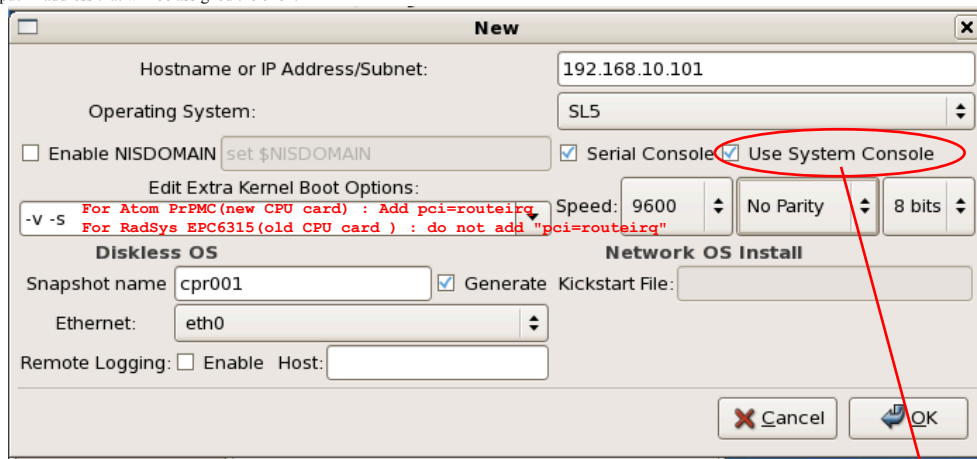 New
Hostname or IP Address/Subnet: 192.168.10.101
Operating System: SL5
Enable NISDOMAIN set $NISDOMAIN Serial Console Use System Console
Edit Extra Kernel Boot Options:
-v -s
For Atom PrPMC(new CPU card) : Add pci=routeirq
For RadSys EPC6315(old CPU card ) : do not add "pci=routeirq"
Speed: 9600 No Parity 8 bits
Diskless OS Network OS Install
Snapshot name cpr001 Generate Kickstart File:
Ethernet: eth0
Remote Logging: Enable Host:
Cancel OK